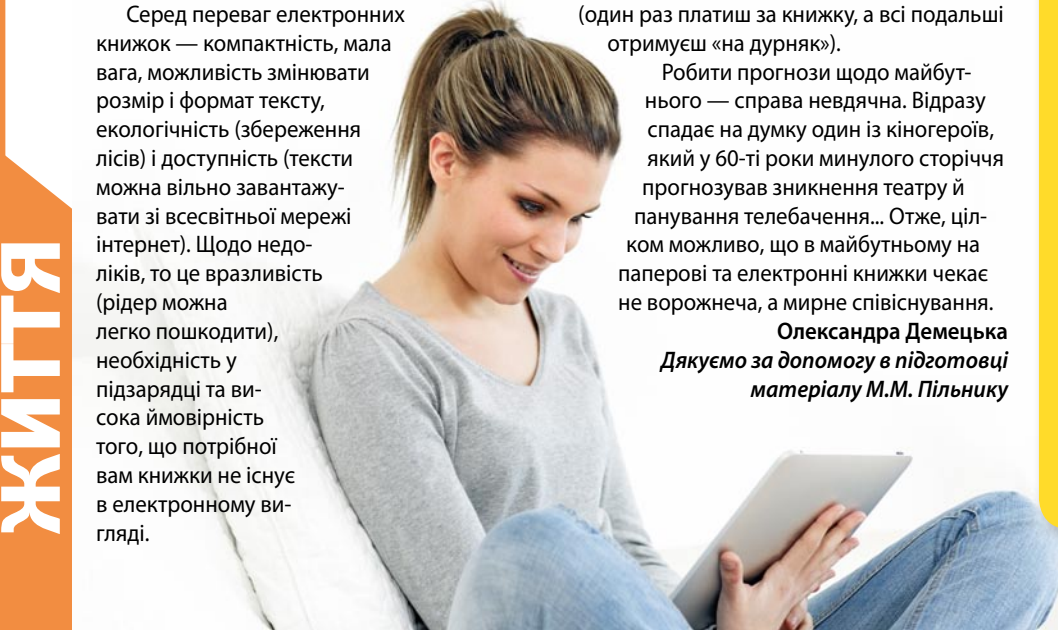 ЖИТТЯ
Серед переваг електронних
книжок — компактність, мала
вага, можливість змінювати
розмір і формат тексту,
екологічність (збереження
лісів) і доступність (тексти
можна вільно завантажу-
вати зі всесвітньої мережі
інтернет). Щодо недо-
ліків, то це вразливість
(рідер можна
легко пошкодити),
необхідність у
підзарядці та ви-
сока ймовірність
того, що потрібної
вам книжки не існує
в електронному ви-
гляді.
(один раз платиш за книжку, а всі подальші
отримуєш «на дурняк»).
Робити прогнози щодо майбут-
нього — справа невдячна. Відразу
спадає на думку один із кіногероїв,
який у 60-ті роки минулого сторіччя
прогнозував зникнення театру й
панування телебачення... Отже, ціл-
ком можливо, що в майбутньому на
паперові та електронні книжки чекає
не ворожнеча, а мирне співіснування.
Олександра Демецька
Дякуємо за допомогу в підготовці
матеріалу М.М. Пільнику